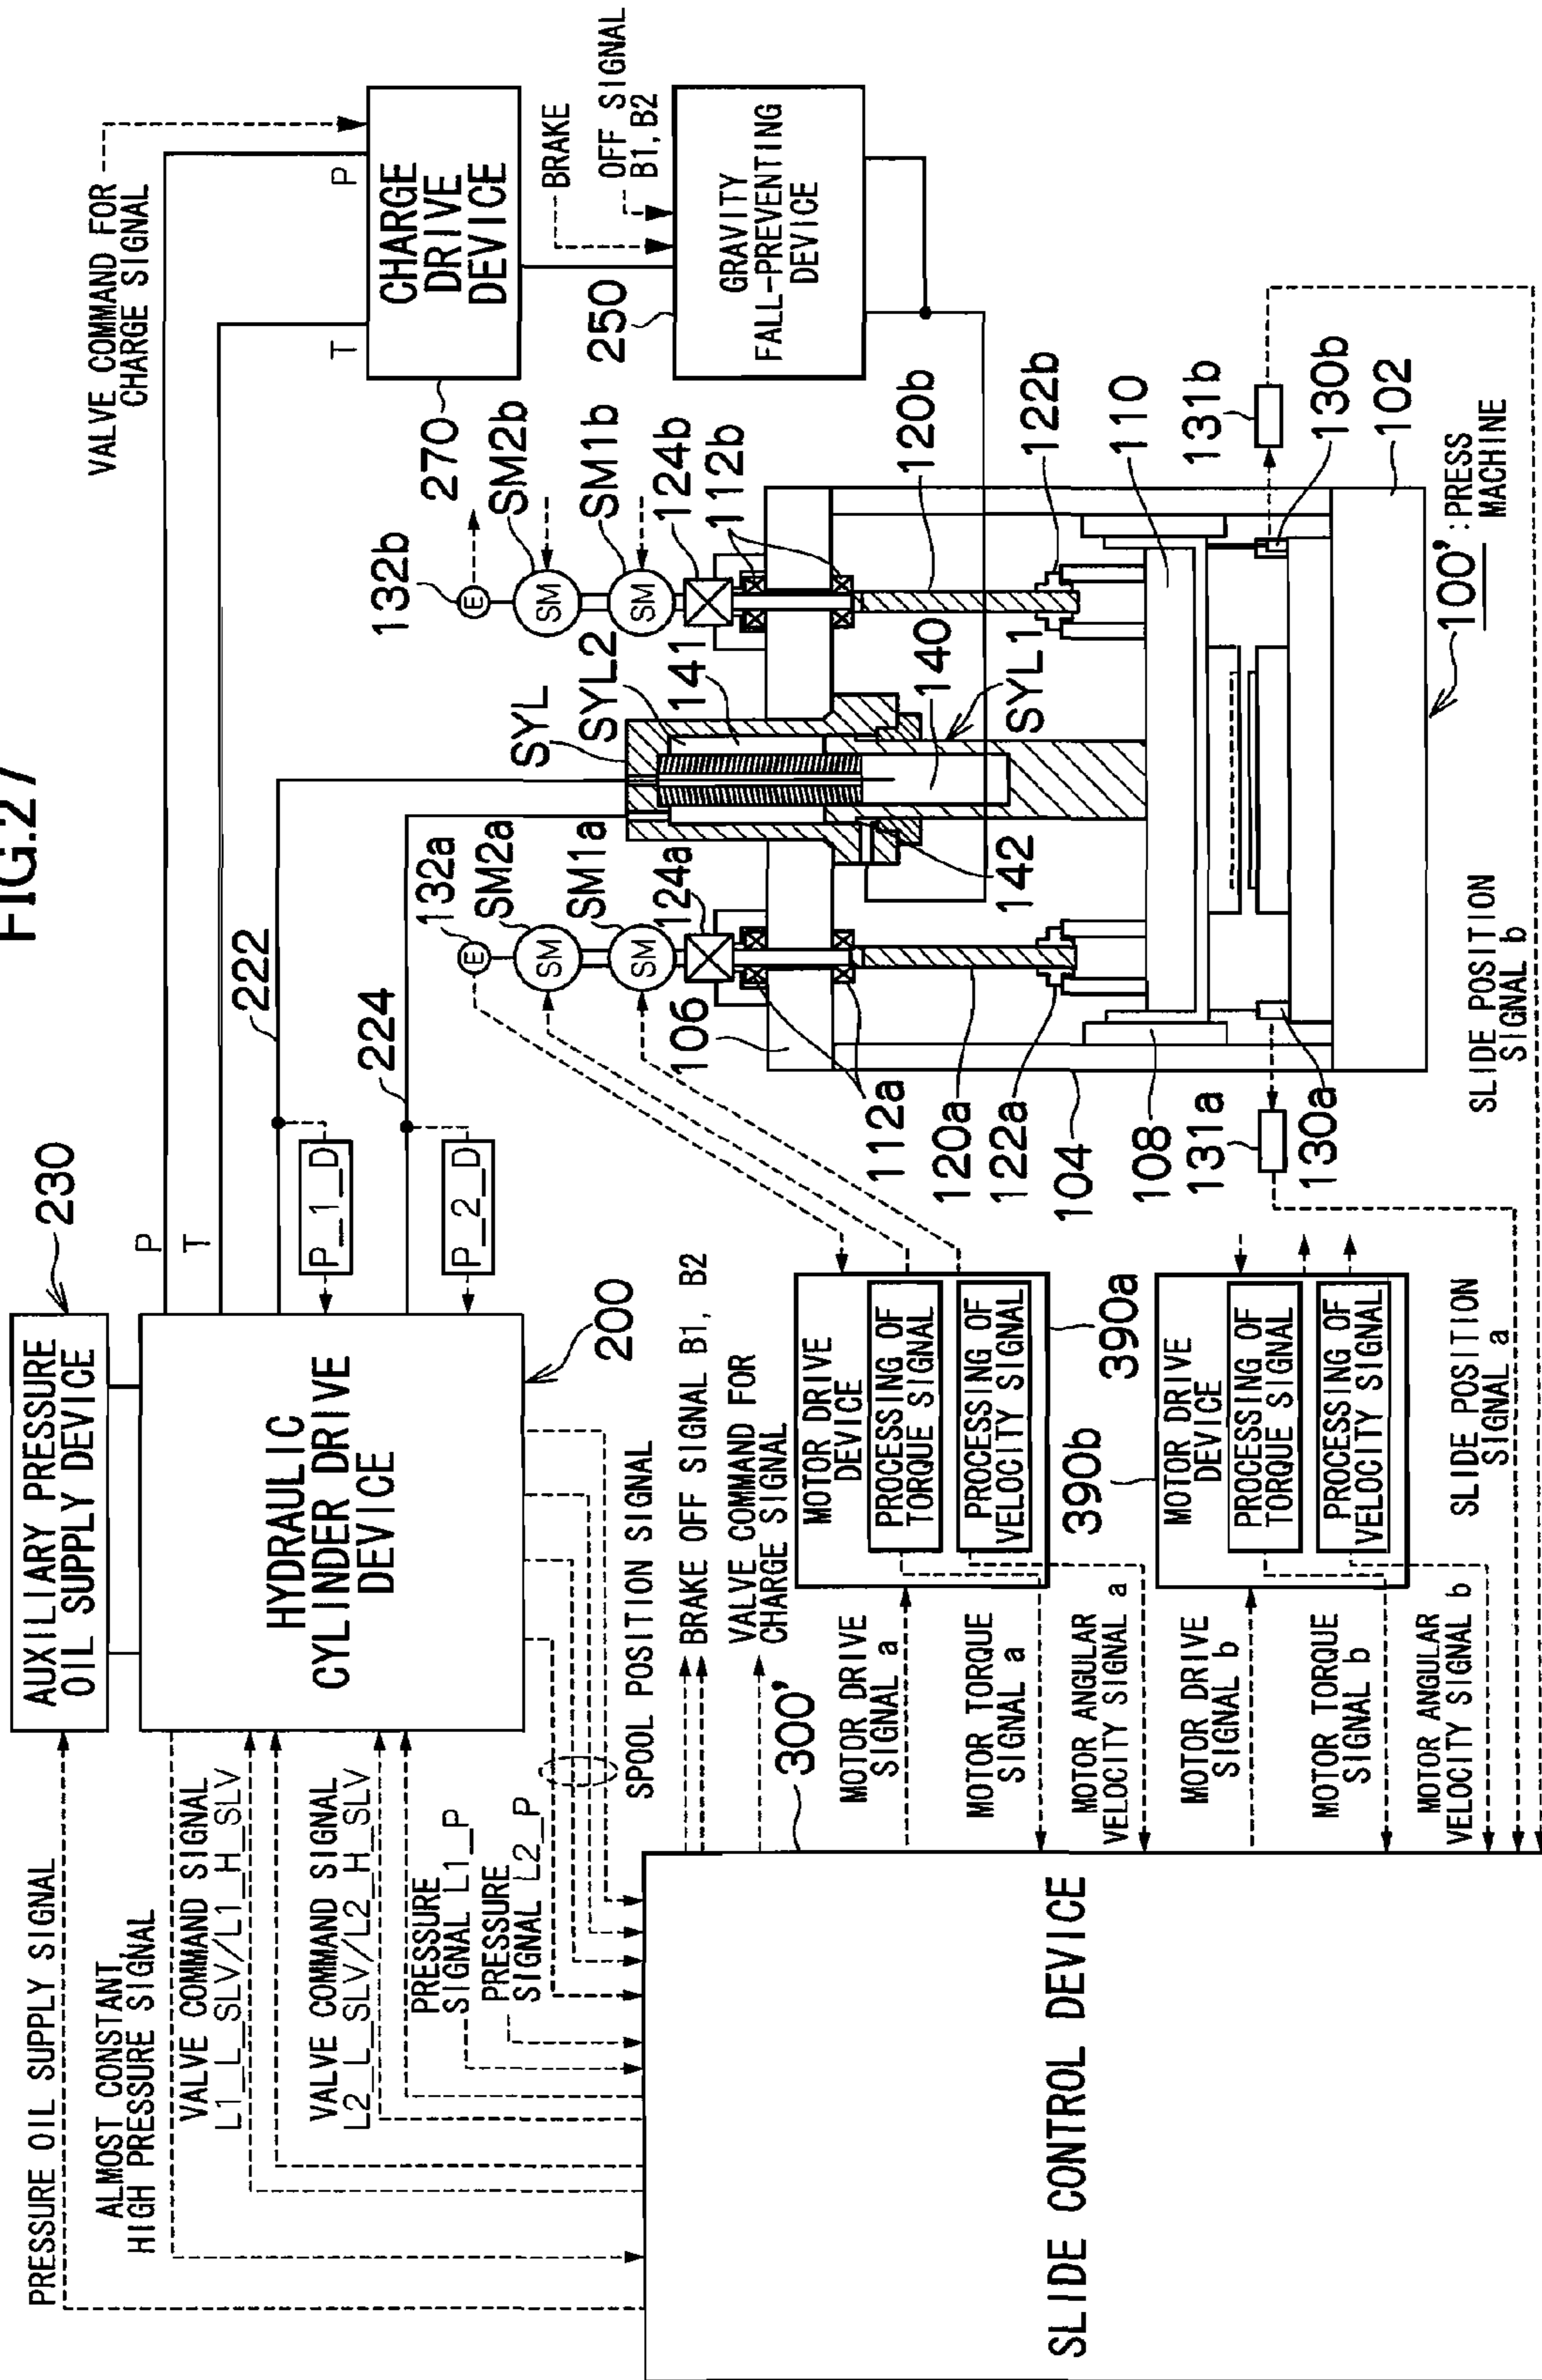 FIG.27
AUXILIARY PRESSURE
OIL SUPPLY DEVICE
230
P
T
222
224
P_1_D
P_2_D
HYDRAULIC
CYLINDER DRIVE
DEVICE
200
VALVE COMMAND FOR
CHARGE SIGNAL
P
T
CHARGE
DRIVE
DEVICE
270
BRAKE
OFF SIGNAL
B1, B2
250
GRAVITY
FALL-PREVENTING
DEVICE
132b
E
SM2b
SM
SM1b
SM
124b
112b
SYL
SYL2
141
132a
E
SM2a
SM
SM1a
SM
124a
106
112a
120a
122a
104
108
131a
130a
142
140
SYL1
120b
122b
110
131b
130b
102
100' : PRESS
MACHINE
PRESSURE OIL SUPPLY SIGNAL
ALMOST CONSTANT
HIGH PRESSURE SIGNAL
VALVE COMMAND SIGNAL
L1_L_SLV/L1_H_SLV
VALVE COMMAND SIGNAL
L2_L_SLV/L2_H_SLV
PRESSURE
SIGNAL L1_P
PRESSURE
SIGNAL L2_P
SPOOL POSITION SIGNAL
BRAKE OFF SIGNAL B1, B2
VALVE COMMAND FOR
CHARGE SIGNAL
300'
MOTOR DRIVE
SIGNAL a
MOTOR TORQUE
SIGNAL a
MOTOR ANGULAR
VELOCITY SIGNAL a
MOTOR DRIVE
DEVICE
PROCESSING OF
TORQUE SIGNAL
PROCESSING OF
VELOCITY SIGNAL
390a
390b
MOTOR DRIVE
SIGNAL b
MOTOR TORQUE
SIGNAL b
MOTOR ANGULAR
VELOCITY SIGNAL b
MOTOR DRIVE
DEVICE
PROCESSING OF
TORQUE SIGNAL
PROCESSING OF
VELOCITY SIGNAL
SLIDE POSITION
SIGNAL a
SLIDE POSITION
SIGNAL b
SLIDE CONTROL DEVICE